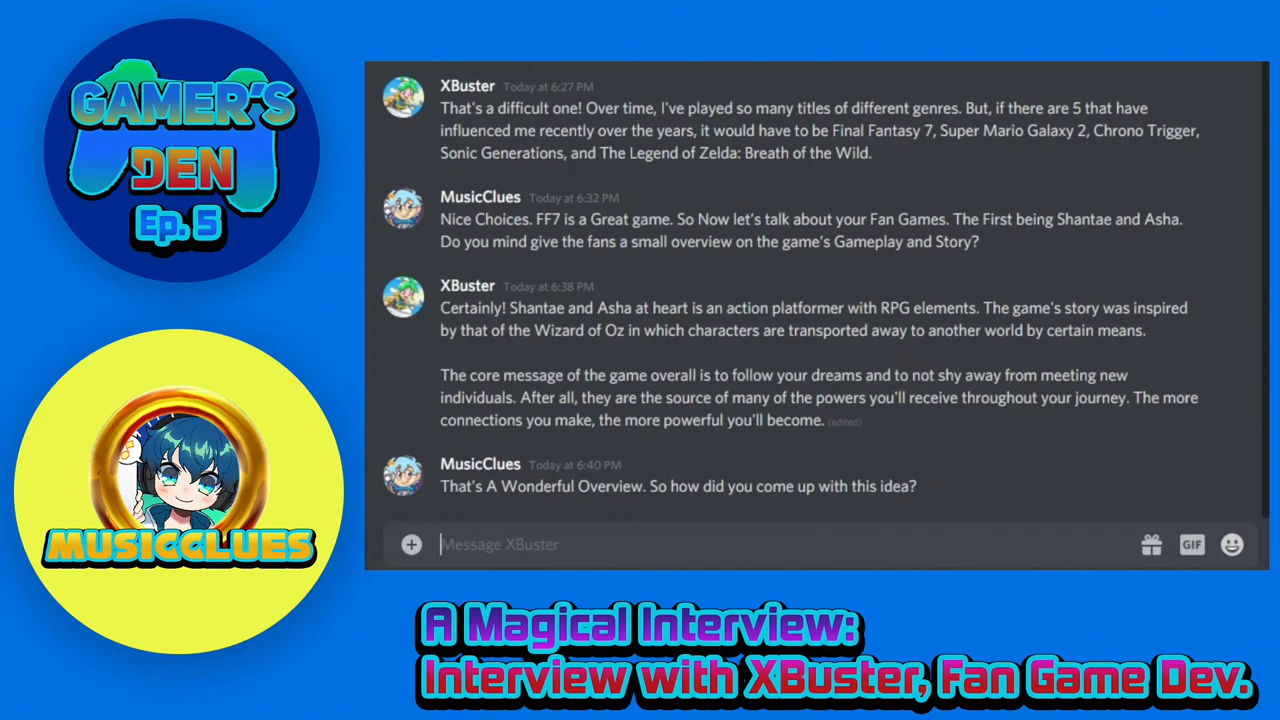 GAMER'S
DEN
Ep. 5
MUSICCLUES
XBuster Today at 6:27 PM
That's a difficult one! Over time, I've played so many titles of different genres. But, if there are 5 that have
influenced me recently over the years, it would have to be Final Fantasy 7, Super Mario Galaxy 2, Chrono Trigger,
Sonic Generations, and The Legend of Zelda: Breath of the Wild.
MusicClues Today at 6:32 PM
Nice Choices. FF7 is a Great game. So Now let's talk about your Fan Games. The First being Shantae and Asha.
Do you mind give the fans a small overview on the game's Gameplay and Story?
XBuster Today at 6:38 PM
Certainly! Shantae and Asha at heart is an action platformer with RPG elements. The game's story was inspired
by that of the Wizard of Oz in which characters are transported away to another world by certain means.
The core message of the game overall is to follow your dreams and to not shy away from meeting new
individuals. After all, they are the source of many of the powers you'll receive throughout your journey. The more
connections you make, the more powerful you'll become. (edited)
MusicClues Today at 6:40 PM
That's A Wonderful Overview. So how did you come up with this idea?
Message XBuster
GIF
A Magical Interview:
Interview with XBuster, Fan Game Dev.